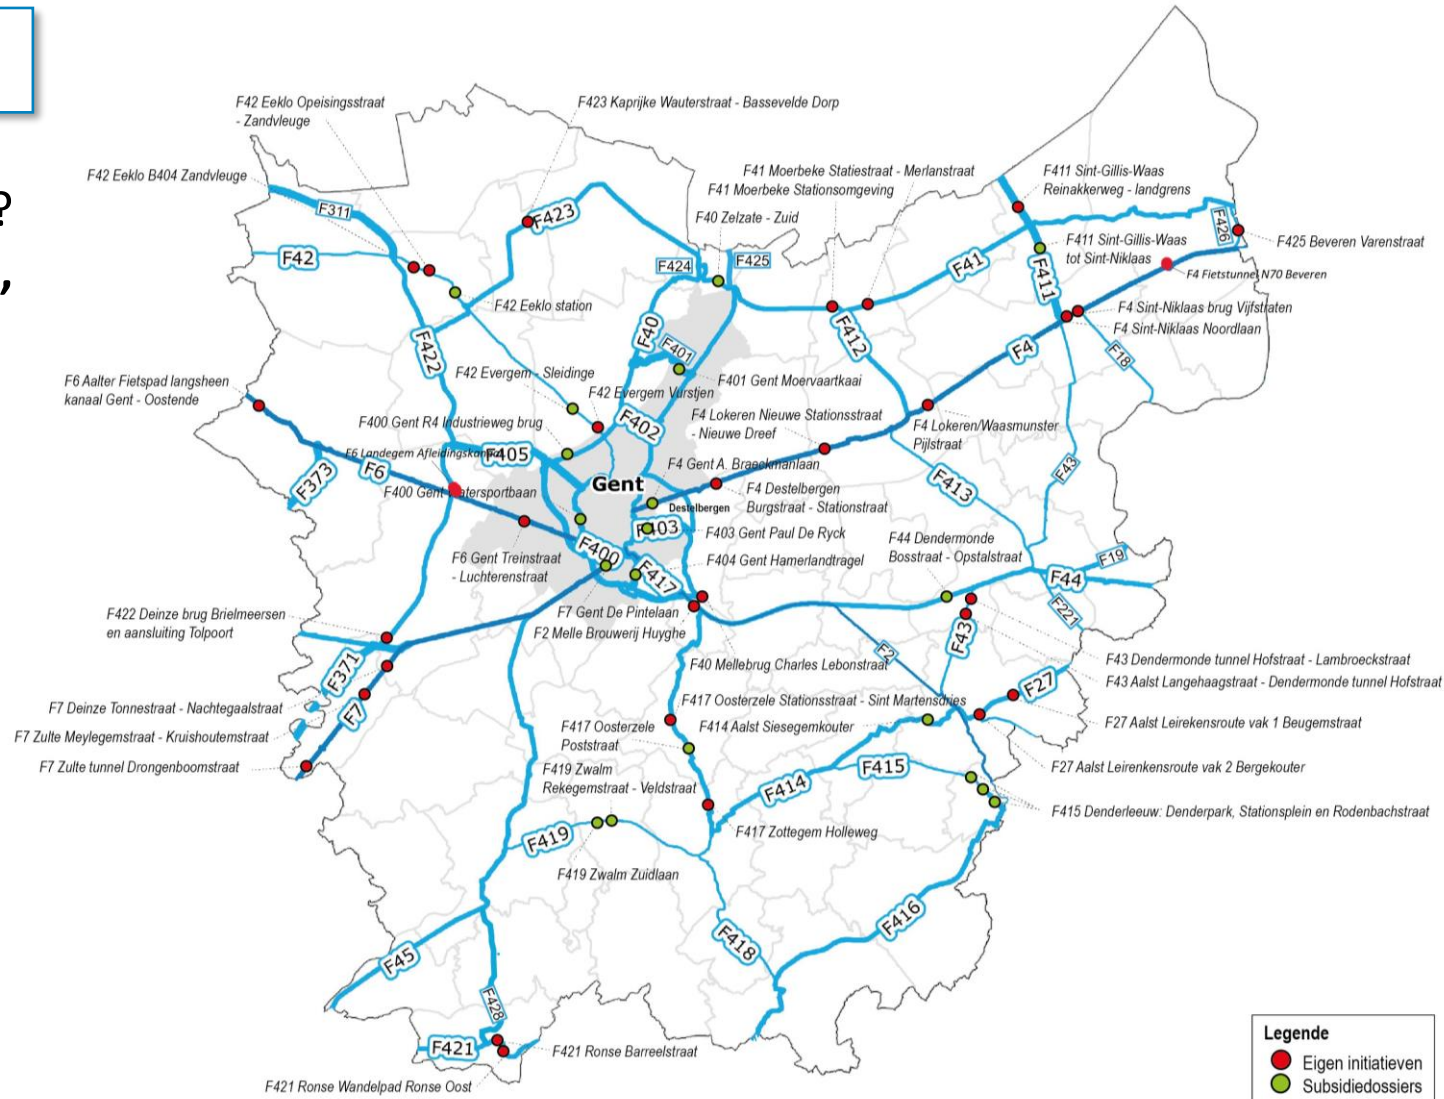 ?
,
F42 Eeklo Opeisingsstraat
- Zandvleuge
F423 Kaprijke Wauterstraat - Bassevelde Dorp
F42 Eeklo B404 Zandvleuge
F41 Moerbeke Statiestraat - Merlanstraat
F41 Moerbeke Stationsomgeving
F411 Sint-Gillis-Waas
Reinakkerweg - landgrens
F40 Zelzate - Zuid
F311
F423
F426
F425 Beveren Varenstraat
F42
F424
F425
F41
F411 Sint-Gillis-Waas
tot Sint-Niklaas
F411
F4 Fietstunnel N70 Beveren
F42 Eeklo station
F4 Sint-Niklaas brug Vijfstraten
F4 Sint-Niklaas Noordlaan
F422
F40
F401
F412
F4
F18
F6 Aalter Fietspad langsheen
kanaal Gent - Oostende
F42 Evergem - Sleidinge
F401 Gent Moervaartkaai
F42 Evergem Vurstjen
F400 Gent R4 Industrieweg brug
F402
F4 Lokeren Nieuwe Stationsstraat
- Nieuwe Dreef
F4 Lokeren/Waasmunster
Pijlstraat
F6 Landegem Afleidingskanaal
F405
F373
F6
F4 Gent A. Braeckmanlaan
F43
F400 Gent Watersportbaan
Gent
F4 Destelbergen
Burgstraat - Stationstraat
F413
Destelbergen
F403
F403 Gent Paul De Ryck
F44 Dendermonde
Bosstraat - Opstalstraat
F6 Gent Treinstraat
- Luchterenstraat
F400
F404 Gent Hamerlandtragel
F19
F417
F44
F221
F7 Gent De Pintelaan
F422 Deinze brug Brielmeersen
en aansluiting Tolpoort
F2 Melle Brouwerij Huyghe
F43
F2
F40 Mellebrug Charles Lebonstraat
F43 Dendermonde tunnel Hofstraat - Lambroeckstraat
F371
F43 Aalst Langehaagstraat - Dendermonde tunnel Hofstraat
F27
F417 Oosterzele Stationsstraat - Sint Martensdries
F7 Deinze Tonnestraat - Nachtegaalstraat
F7
F417 Oosterzele
Poststraat
F414 Aalst Siesegemkouter
F27 Aalst Leirekensroute vak 1 Beugemstraat
F7 Zulte Meylegemstraat - Kruishoutemstraat
F7 Zulte tunnel Drongenboomstraat
F419 Zwalm
Rekegemstraat - Veldstraat
F415
F27 Aalst Leirenkensroute vak 2 Bergekouter
F414
F415 Denderleeuw: Denderpark, Stationsplein en Rodenbachstraat
F419
F417 Zottegem Holleweg
F419 Zwalm Zuidlaan
F416
F418
F45
F428
F421
F421 Ronse Barreelstraat
F421 Ronse Wandelpad Ronse Oost
Legende
Eigen initiatieven
Subsidiedossiers